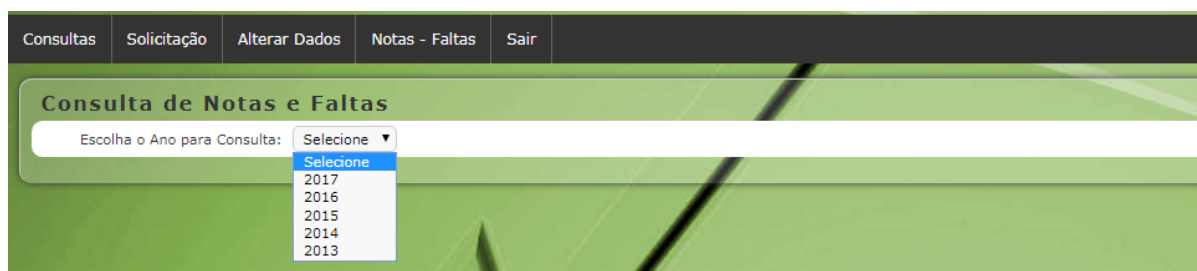 Consultas Solicitação Alterar Dados Notas - Faltas Sair
Consulta de Notas e Faltas
Escolha o Ano para Consulta: Selecione ▼
Selecione
2017
2016
2015
2014
2013